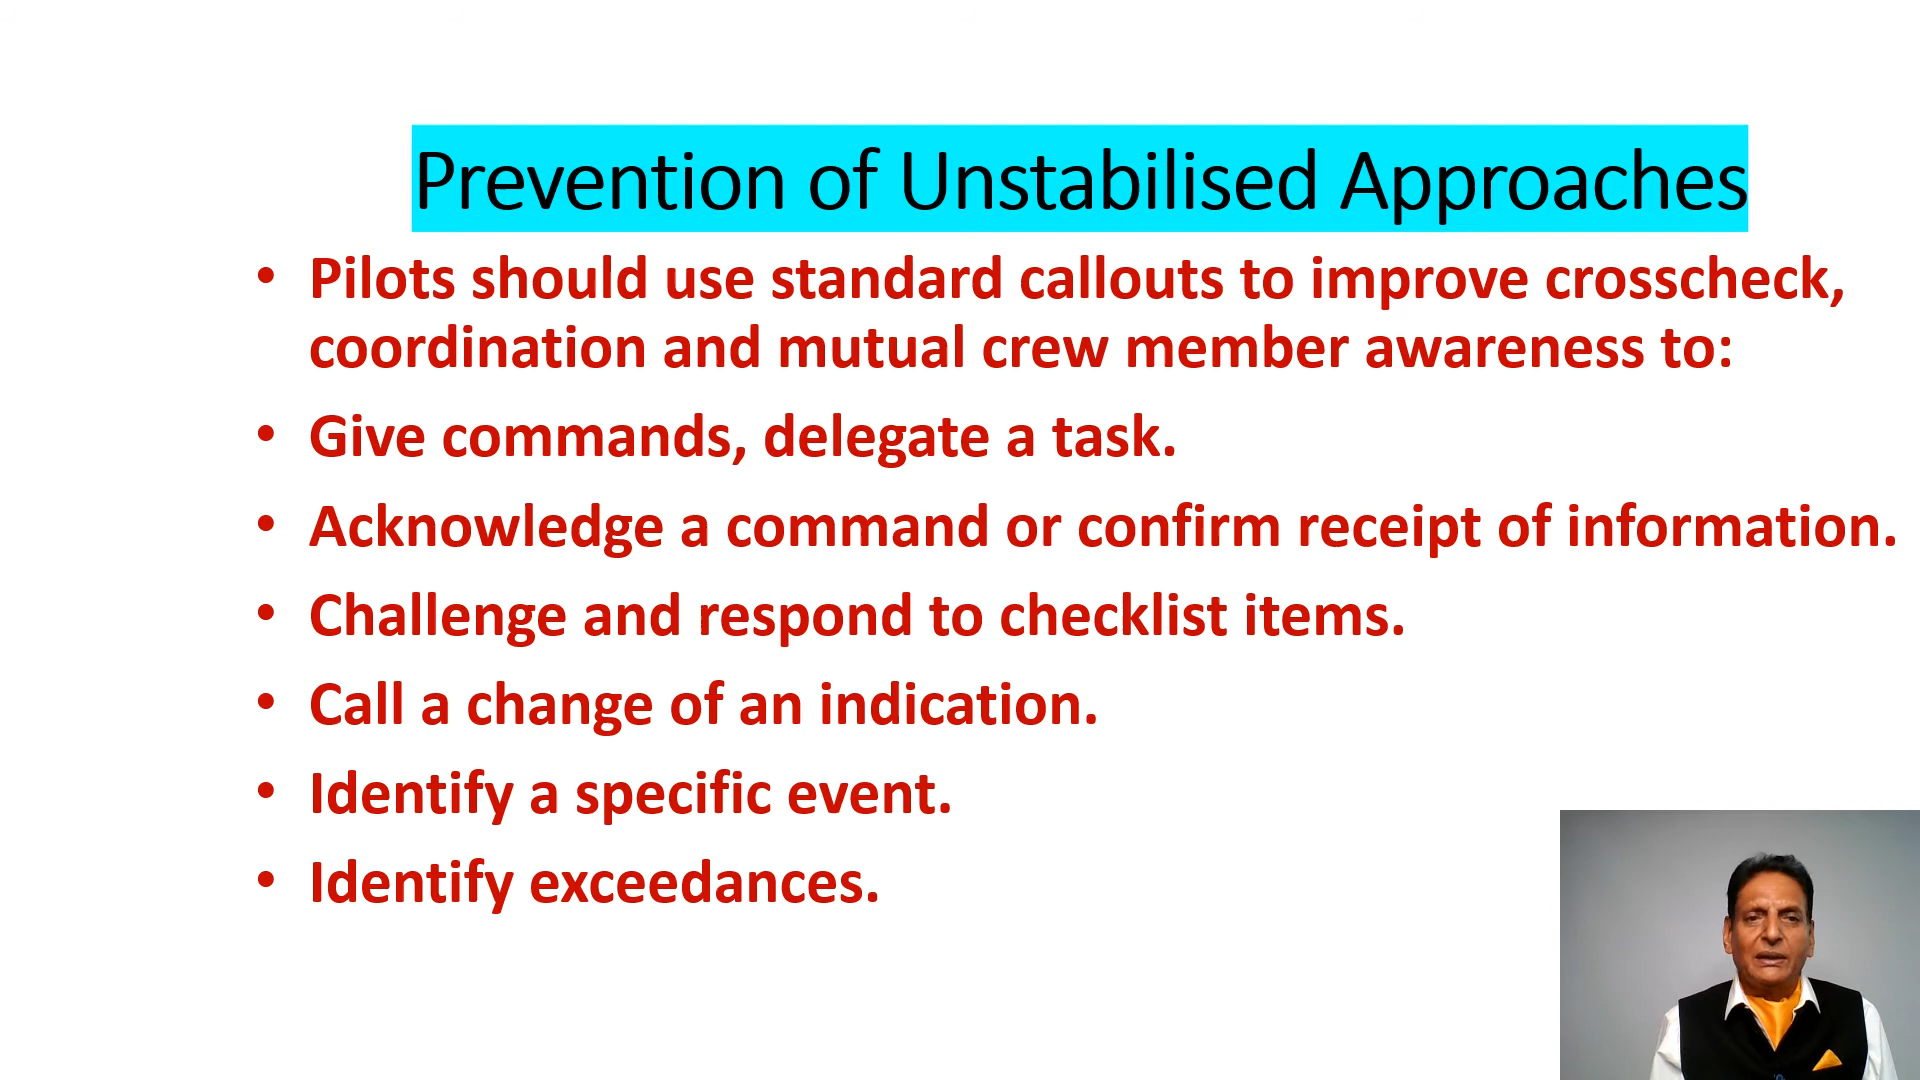 Prevention of Unstabilised Approaches
• Pilots should use standard callouts to improve crosscheck,
coordination and mutual crew member awareness to:
• Give commands, delegate a task.
• Acknowledge a command or confirm receipt of information.
• Challenge and respond to checklist items.
• Call a change of an indication.
• Identify a specific event.
• Identify exceedances.